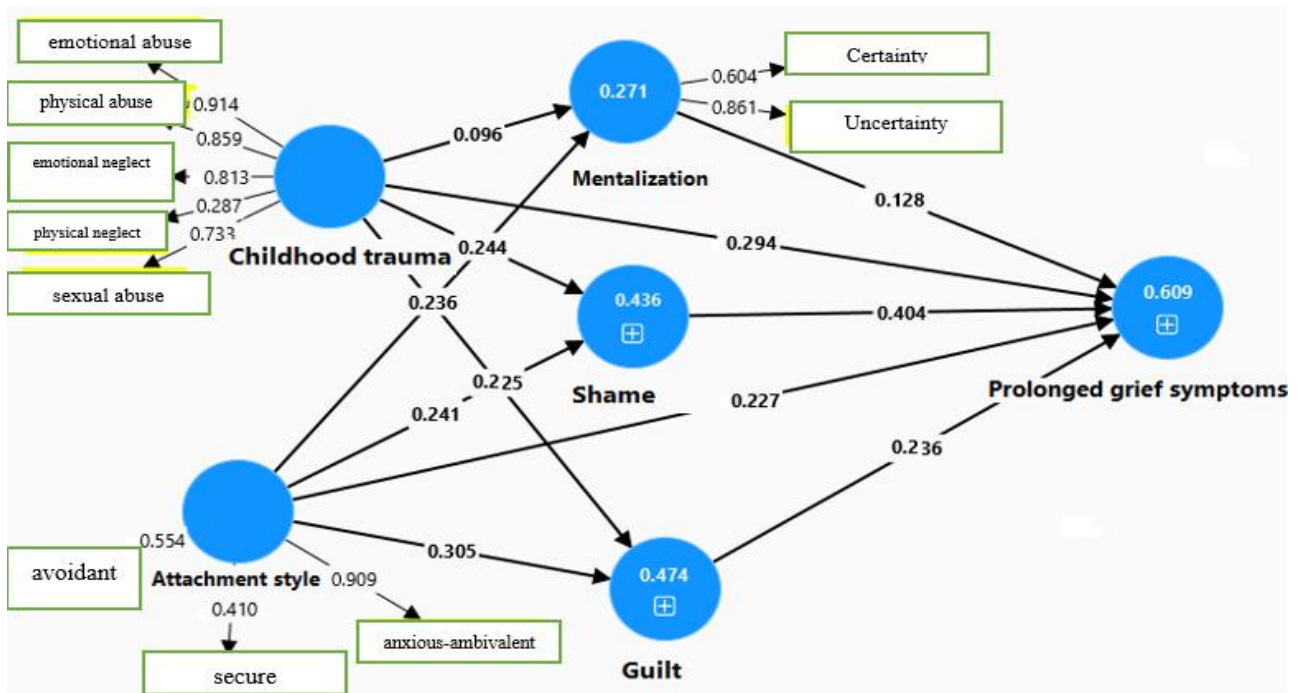 emotional abuse
physical abuse
0.914
0.859
emotional neglect
0.813
0.287
physical neglect
0.733
sexual abuse
Childhood trauma
0.271
Mentalization
0.604
Certainty
0.861
Uncertainty
0.096
0.128
0.244
0.294
0.236
0.436
Shame
0.404
0.609
Prolonged grief symptoms
0.225
0.241
0.227
0.236
0.305
0.474
Guilt
0.554
avoidant
Attachment style
0.909
0.410
anxious-ambivalent
secure